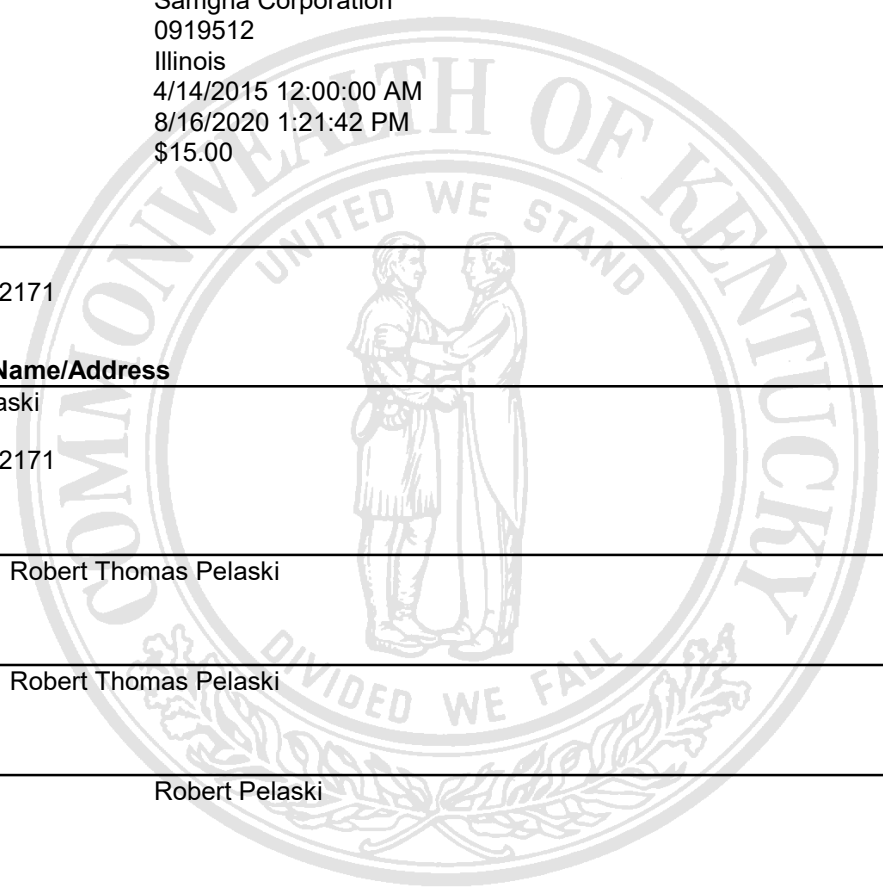 Samgha Corporation
0919512
Illinois
4/14/2015 12:00:00 AM
8/16/2020 1:21:42 PM
$15.00
2171
Name/Address
aski
2171
Robert Thomas Pelaski
Robert Thomas Pelaski
Robert Pelaski
COMMONWEALTH OF KENTUCKY
UNITED WE STAND
DIVIDED WE FALL